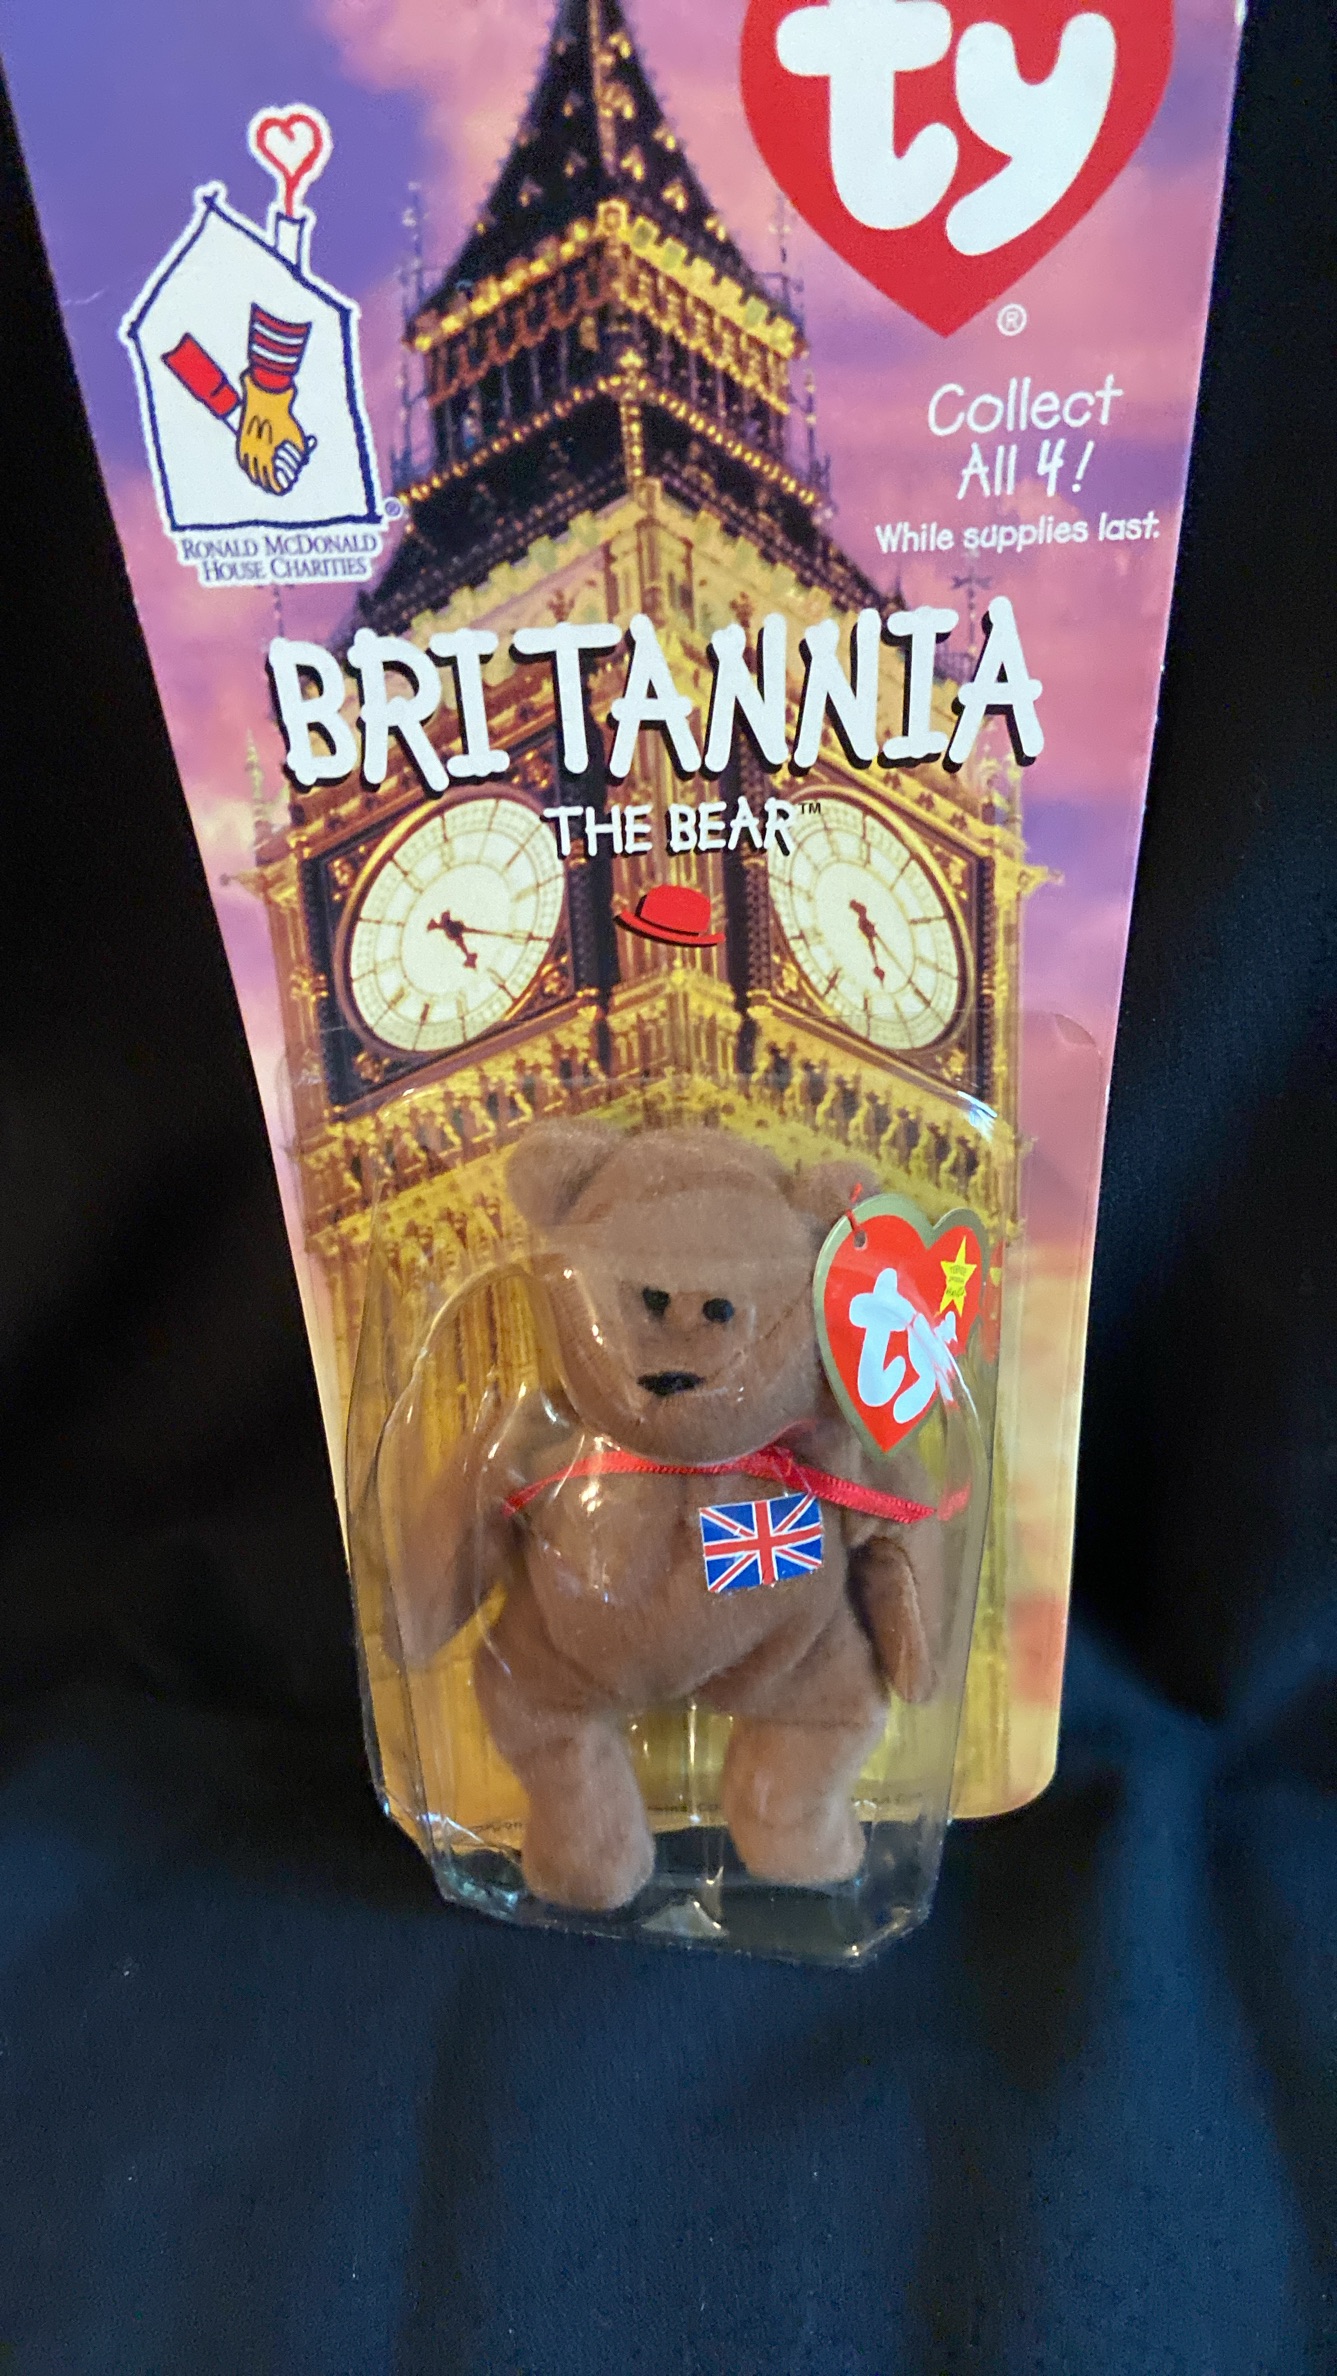 ty
®
Collect
All 4!
While supplies last.
®
RONALD MCDONALD
HOUSE CHARITIES
BRITANNIA
THE BEAR™
ty